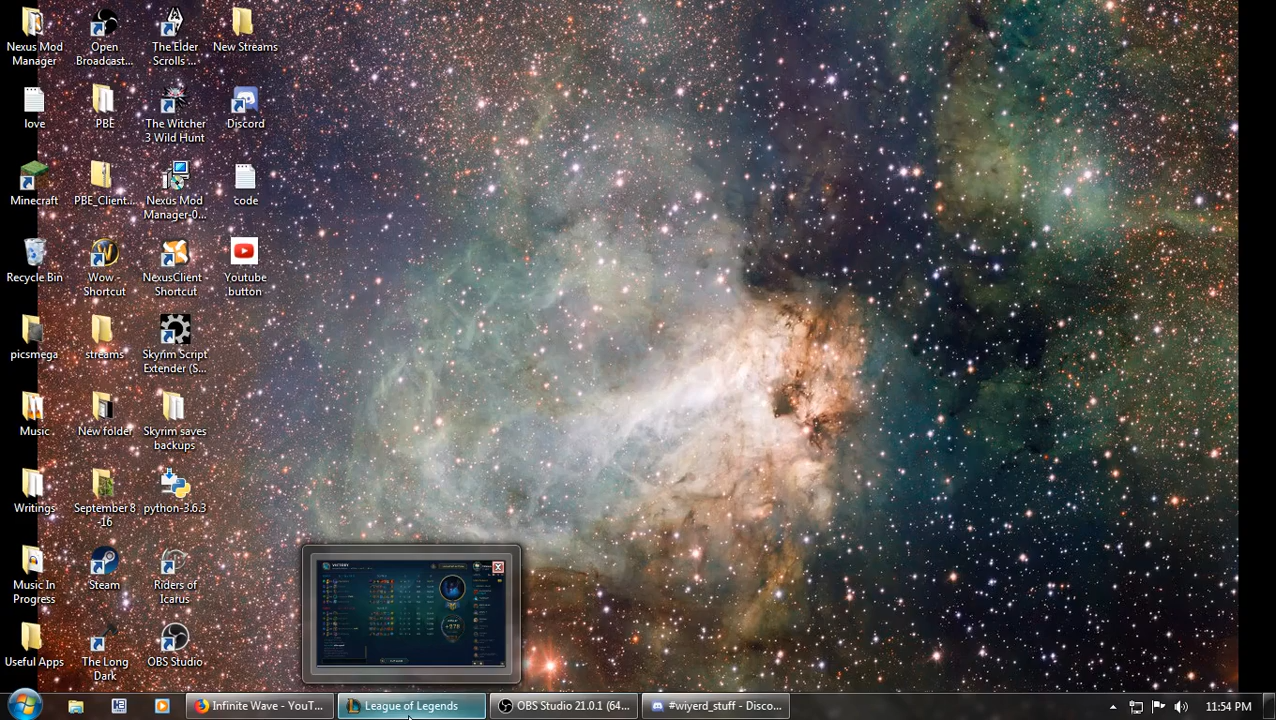 Nexus Mod
Manager
Open
Broadcast...
The Elder
Scrolls ...
New Streams
love
PBE
The Witcher
3 Wild Hunt
Discord
Minecraft
PBE_Client...
Nexus Mod
Manager-0...
code
Recycle Bin
Wow -
Shortcut
NexusClient -
Shortcut
Youtube
button
picsmega
streams
Skyrim Script
Extender (S...
Music
New folder
Skyrim saves
backups
Writings
September 8
-16
python-3.6.3
Music In
Progress
Steam
Riders of
Icarus
Useful Apps
The Long
Dark
OBS Studio
VICTORY
Infinite Wave - YouT...
League of Legends
OBS Studio 21.0.1 (64...
#wiyerd_stuff - Disco...
11:54 PM